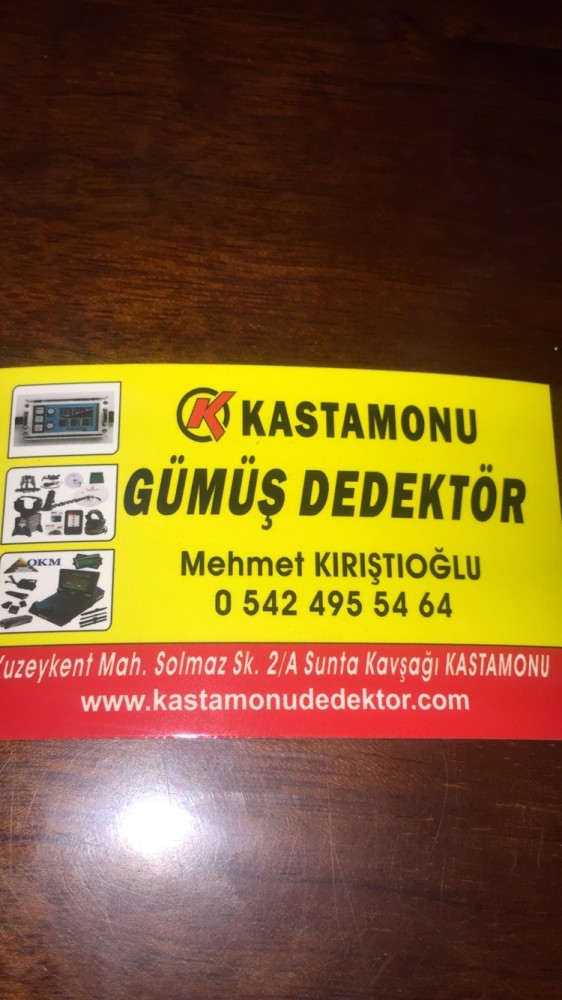 K KASTAMONU
GÜMÜŞ DEDEKTÖR
Mehmet KIRIŞTIOĞLU
0 542 495 54 64
OKM
Kuzeykent Mah. Solmaz Sk. 2/A Sunta Kavşağı KASTAMONU
www.kastamonudedektor.com